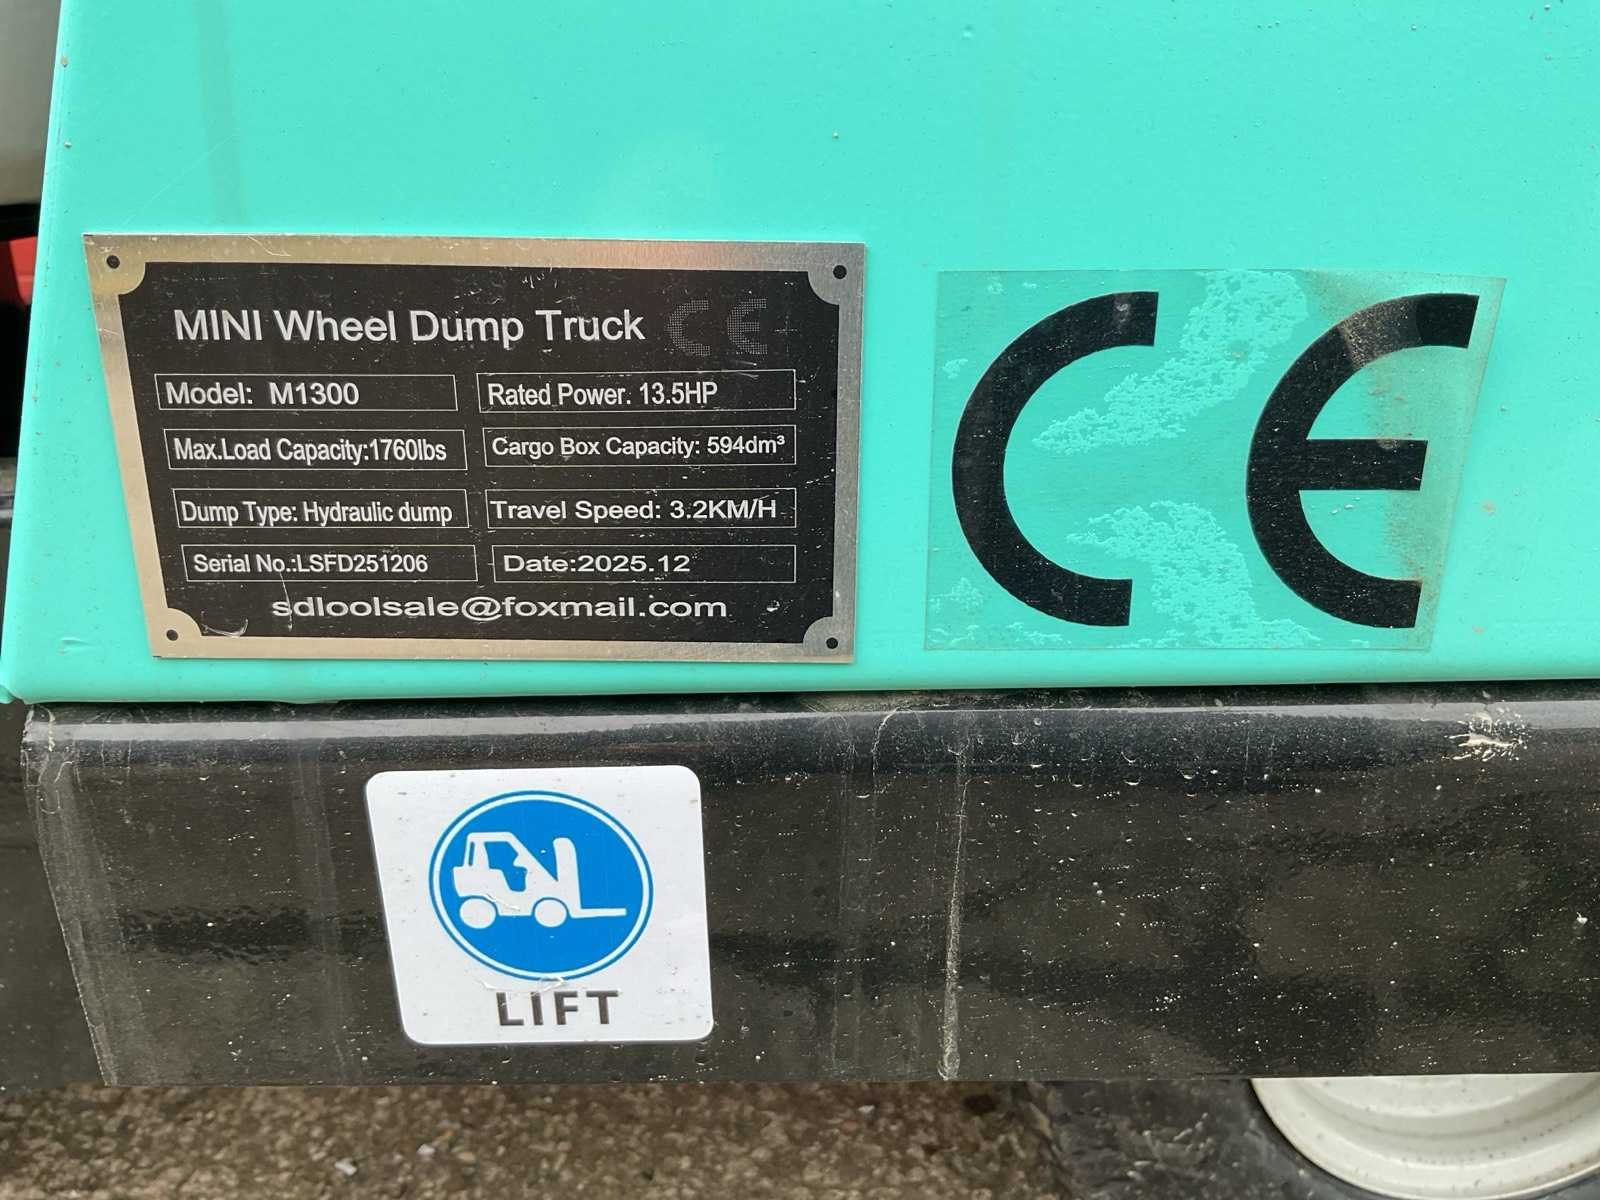 MINI Wheel Dump Truck CE
Model: M1300
Rated Power: 13.5HP
Max.Load Capacity:1760lbs
Cargo Box Capacity: 594dm³
Dump Type: Hydraulic dump
Travel Speed: 3.2KM/H
Serial No.:LSFD251206
Date:2025.12
sdloolsale@foxmail.com
CE
LIFT